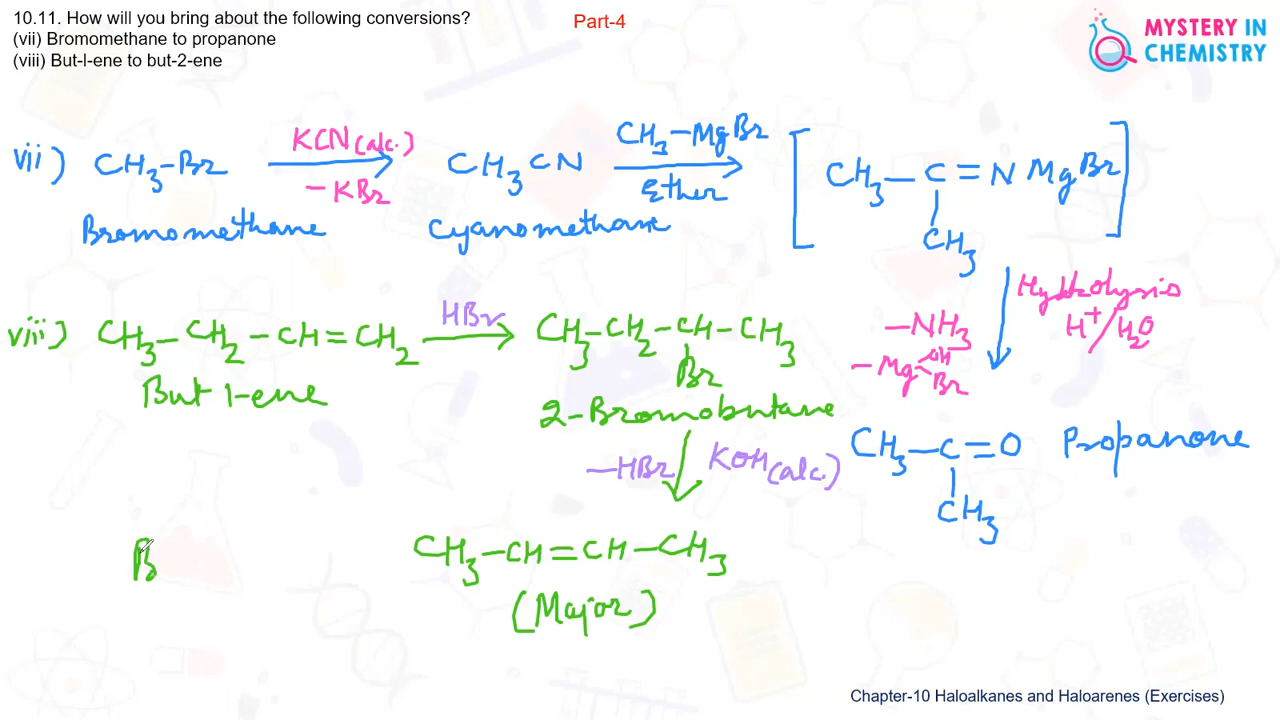 10.11. How will you bring about the following conversions?
(vii) Bromomethane to propanone
(viii) But-l-ene to but-2-ene
Part-4
MYSTERY IN
CHEMISTRY
vii) CH3-Br KCN(alc.) -KBr CH3CN CH3-MgBr Ether [CH3-C=NMgBr
CH3]
Bromomethane Cyanomethane
Hydrolysis
H+/H2O
-NH3
-Mg OH Br
CH3-C=O Propanone
CH3
viii) CH3-CH2-CH=CH2 HBr CH3-CH2-CH-CH3
Br
But 1-ene 2-Bromobutane
-HBr KOH(alc.)
CH3-CH=CH-CH3
(Major)
B
Chapter-10 Haloalkanes and Haloarenes (Exercises)